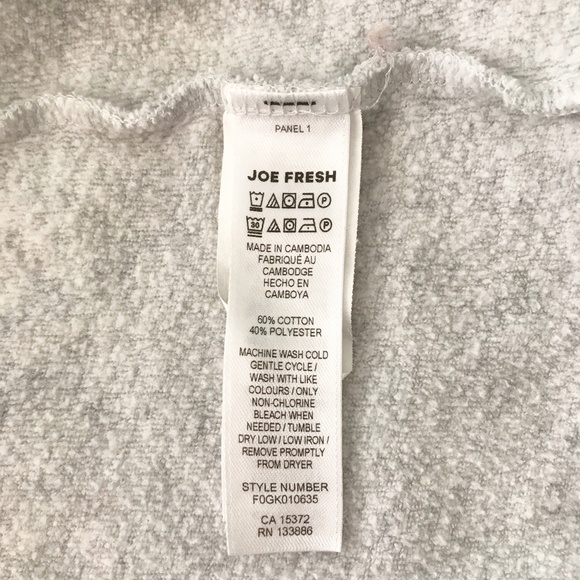 PANEL 1
JOE FRESH
P
30 P
MADE IN CAMBODIA
FABRIQUÉ AU
CAMBODGE
HECHO EN
CAMBOYA
60% COTTON
40% POLYESTER
MACHINE WASH COLD
GENTLE CYCLE /
WASH WITH LIKE
COLOURS / ONLY
NON-CHLORINE
BLEACH WHEN
NEEDED / TUMBLE
DRY LOW / LOW IRON /
REMOVE PROMPTLY
FROM DRYER
STYLE NUMBER
F0GK010635
CA 15372
RN 133886